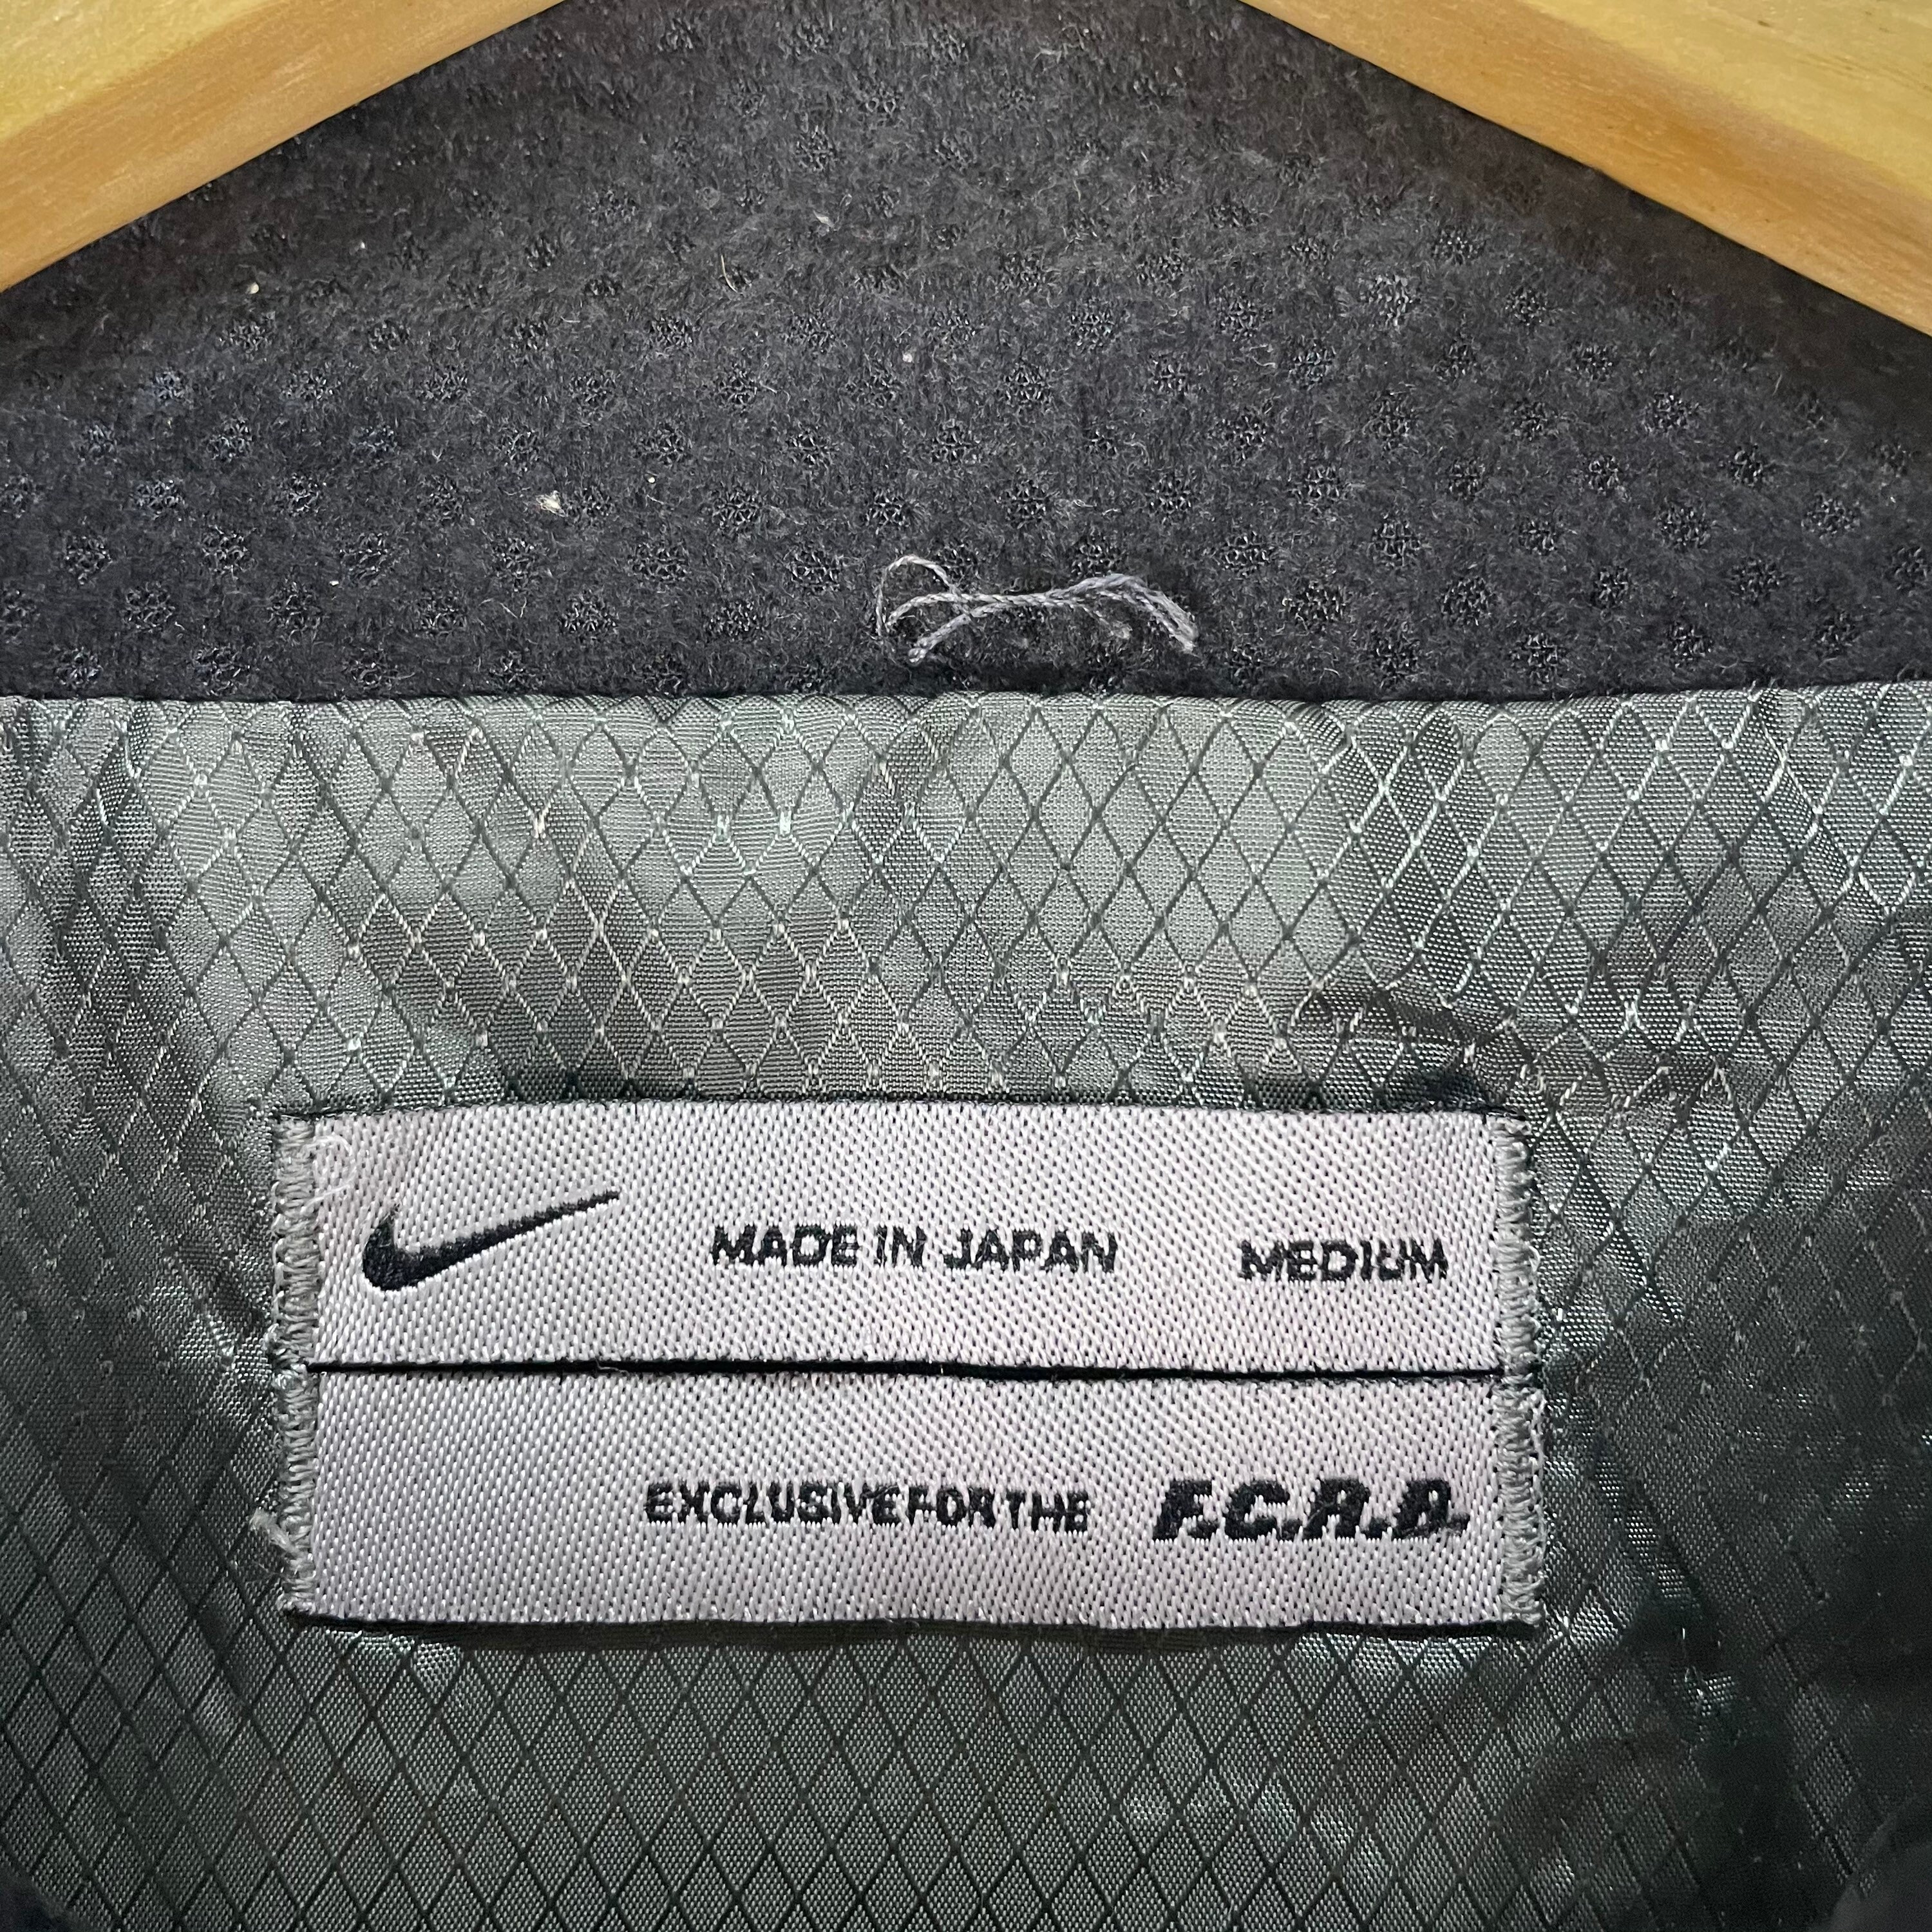 MADE IN JAPAN MEDIUM
EXCLUSIVE FOR THE F.C.R.B.